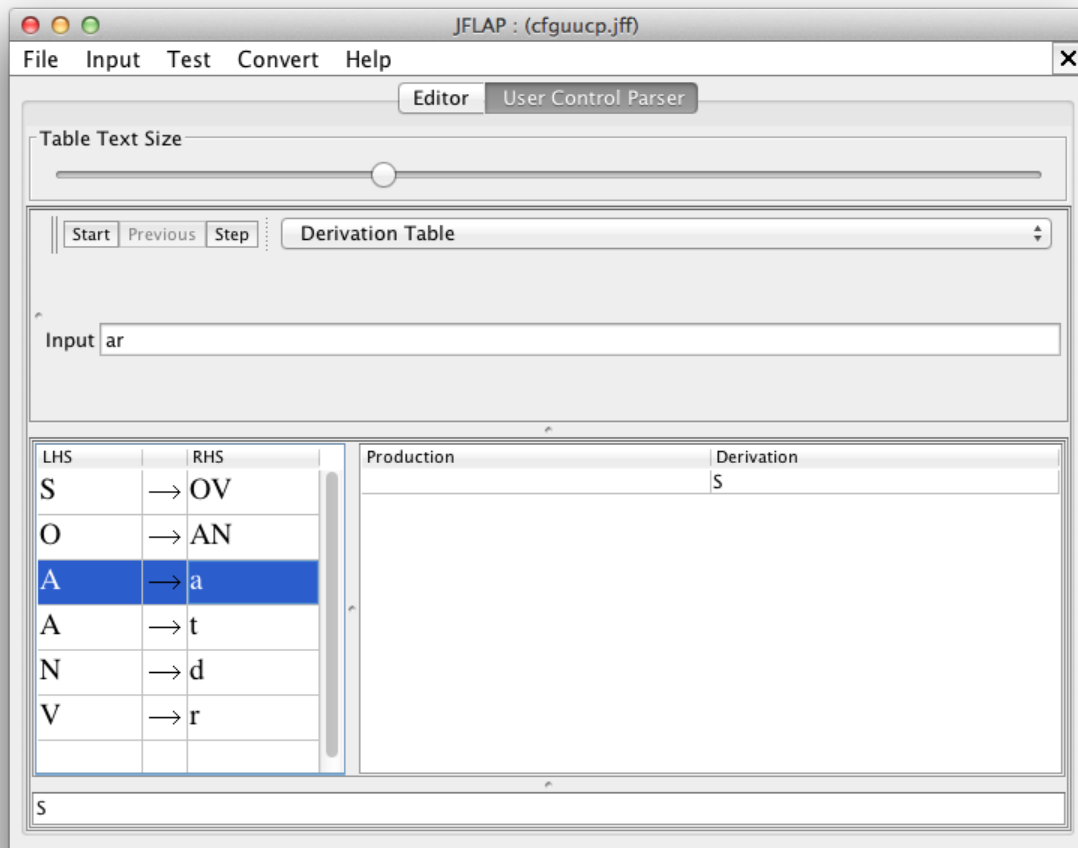 JFLAP : (cfguucp.jff)
File Input Test Convert Help
Editor User Control Parser
Table Text Size
Start Previous Step Derivation Table
Input ar
LHS RHS Production Derivation
S → OV S
O → AN
A → a
A → t
N → d
V → r
S